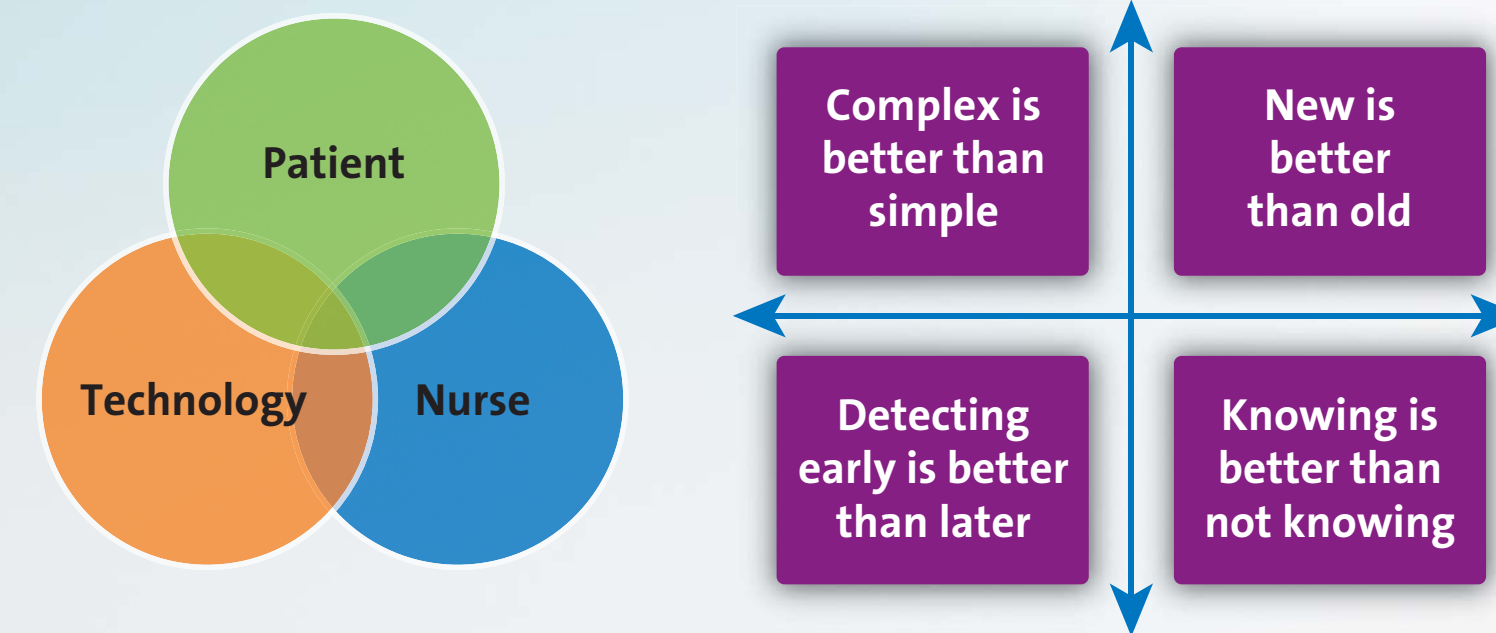 Patient
Technology
Nurse
Complex is
better than
simple
New is
better
than old
Detecting
early is better
than later
Knowing is
better than
not knowing